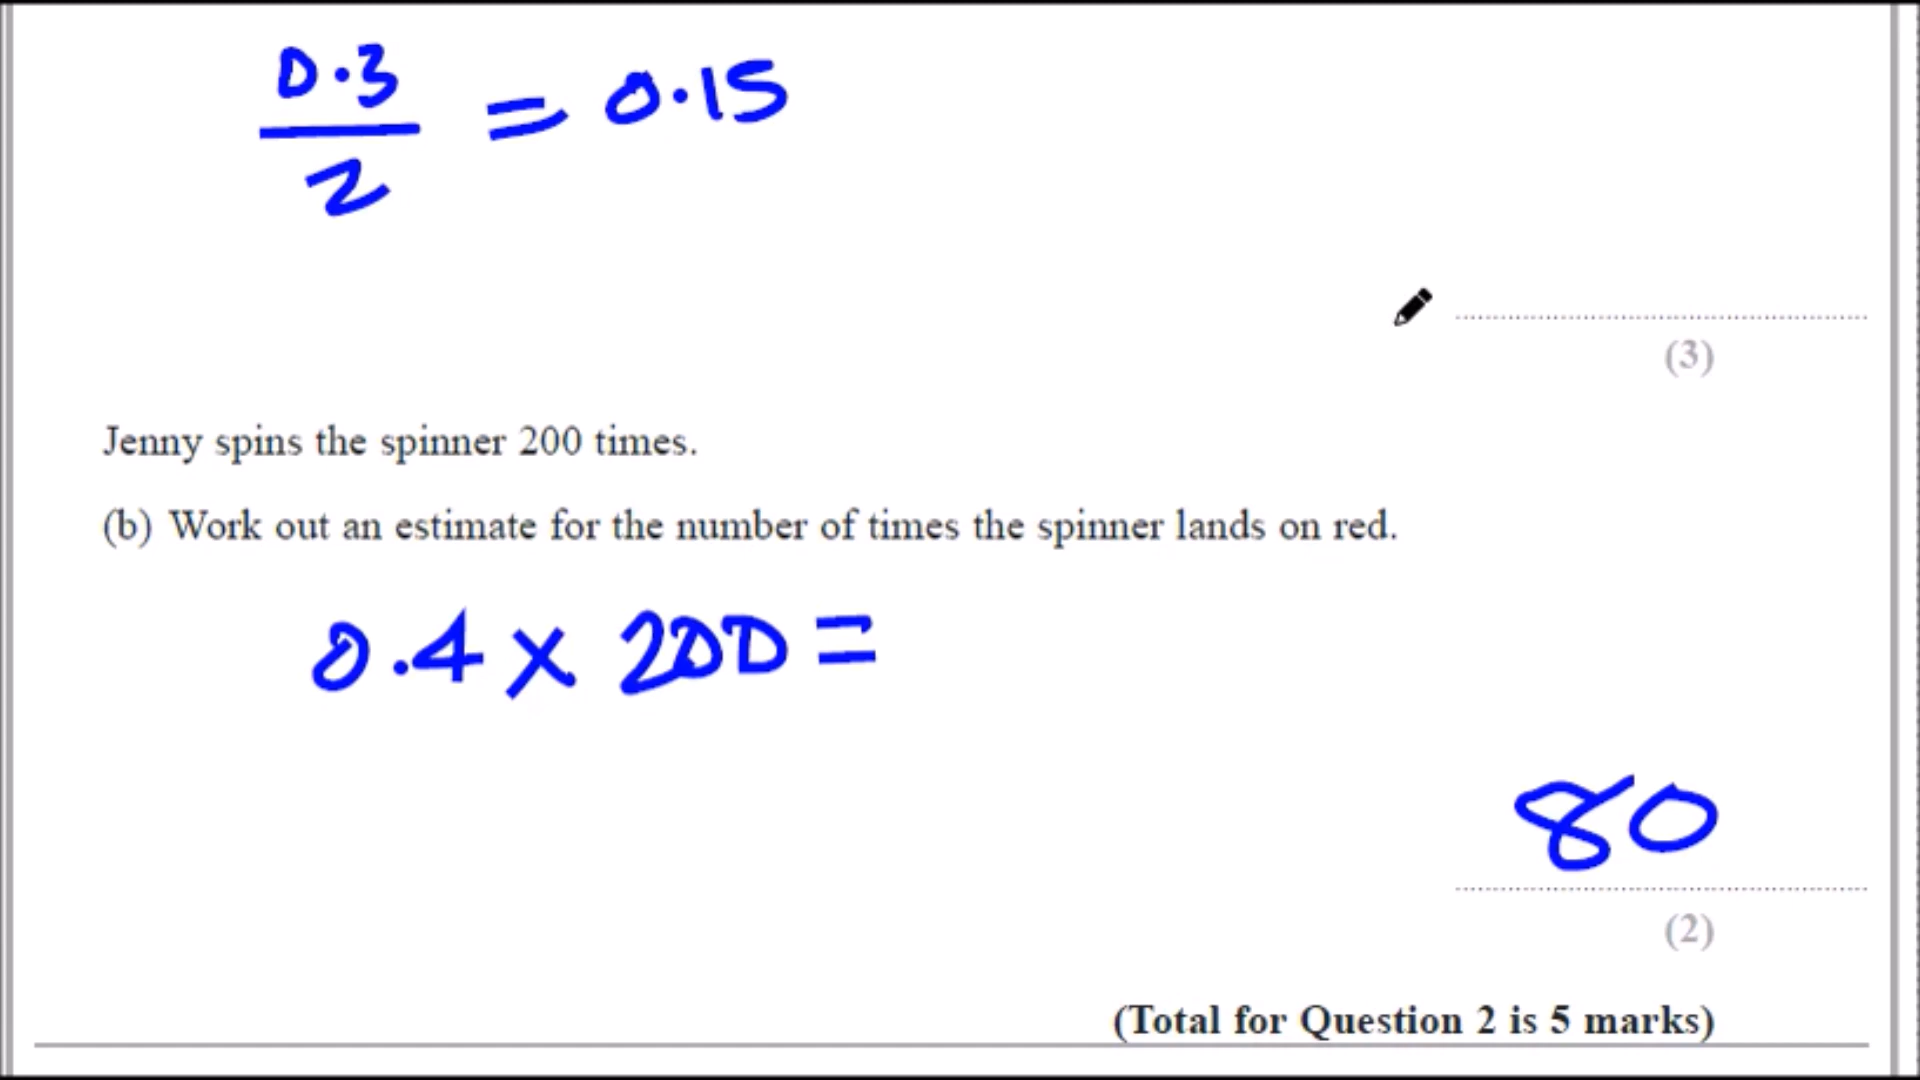 0.3
2
= 0.15
(3)
Jenny spins the spinner 200 times.
(b) Work out an estimate for the number of times the spinner lands on red.
0.4 × 200 =
80
(2)
(Total for Question 2 is 5 marks)